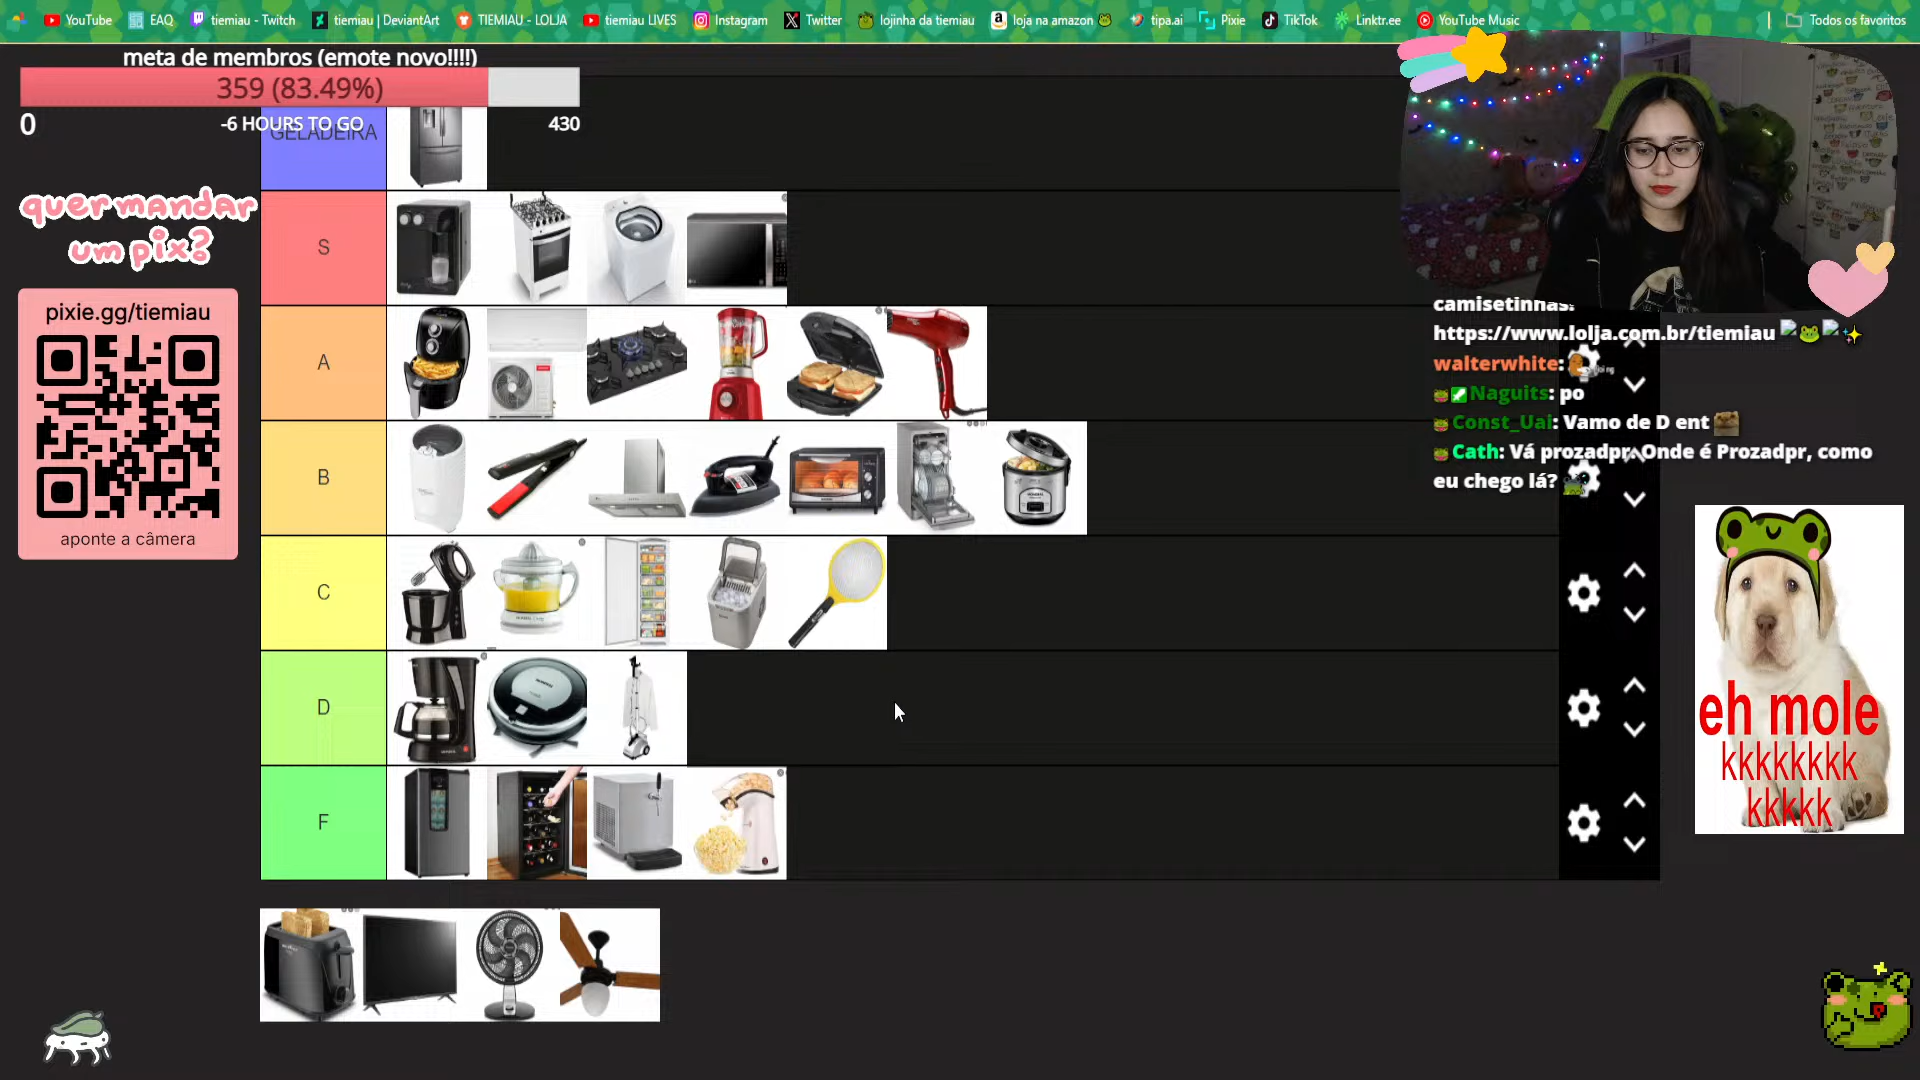 YouTube EAQ tiemiau - Twitch tiemiau | DeviantArt TIEMIAU - LOLJA tiemiau LIVES Instagram Twitter lojinha da tiemiau loja na amazon tipa.ai Pixie TikTok Linktr.ee YouTube Music Todos os favoritos
meta de membros (emote novo!!!!)
359 (83.49%)
0 -6 HOURS TO GO 430
GELADEIRA
quer mandar
um pix?
pixie.gg/tiemiau
aponte a câmera
S
A
B
C
D
F
camisetinhas:
https://www.lolja.com.br/tiemiau
walterwhite:
Naguits: po
Const_Uai: Vamo de D ent
Cath: Vá prozadpr. Onde é Prozadpr, como
eu chego lá?
eh mole
kkkkkkkk
kkkkk